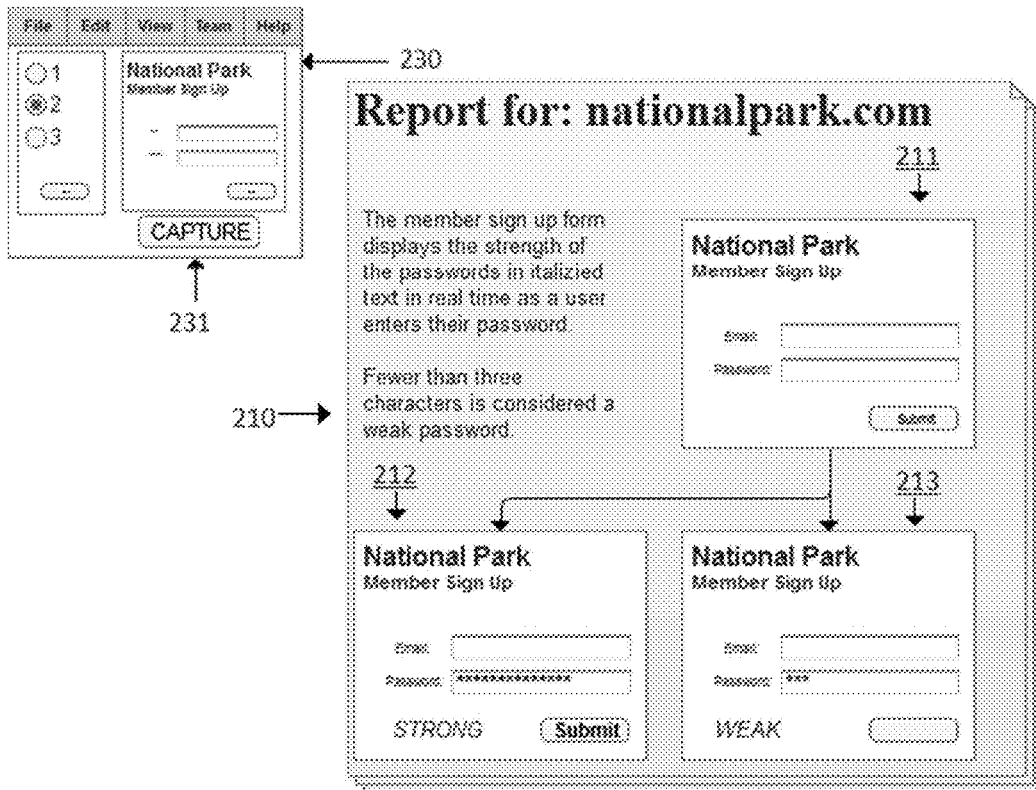 File Edit View Team Help
1
2
3
National Park
Member Sign Up
CAPTURE
230
231
Report for: nationalpark.com
211
The member sign up form
displays the strength of
the passwords in italizied
text in real time as a user
enters their password.
Fewer than three
characters is considered a
weak password.
210
National Park
Member Sign Up
Email:
Password:
Submit
212
213
National Park
Member Sign Up
Email:
Password: **************
STRONG Submit
National Park
Member Sign Up
Email:
Password: ***
WEAK